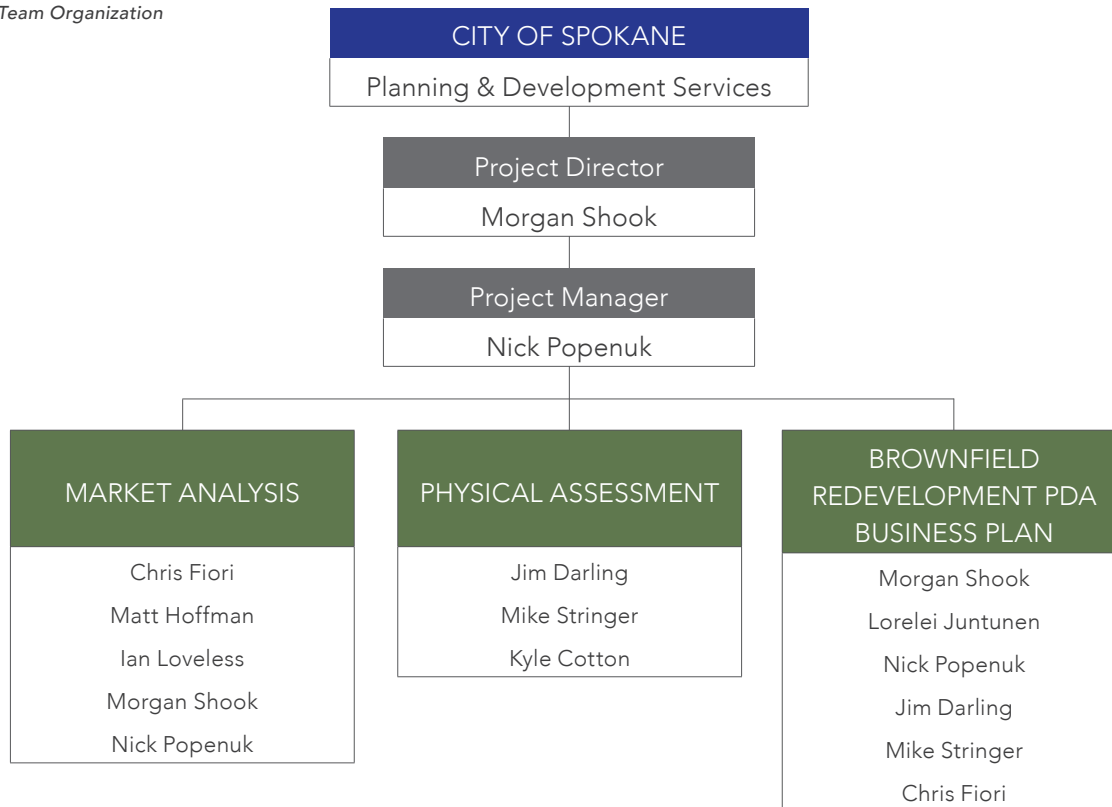 Team Organization
CITY OF SPOKANE
Planning & Development Services
Project Director
Morgan Shook
Project Manager
Nick Popenuk
MARKET ANALYSIS
Chris Fiori
Matt Hoffman
Ian Loveless
Morgan Shook
Nick Popenuk
PHYSICAL ASSESSMENT
Jim Darling
Mike Stringer
Kyle Cotton
BROWNFIELD
REDEVELOPMENT PDA
BUSINESS PLAN
Morgan Shook
Lorelei Juntunen
Nick Popenuk
Jim Darling
Mike Stringer
Chris Fiori